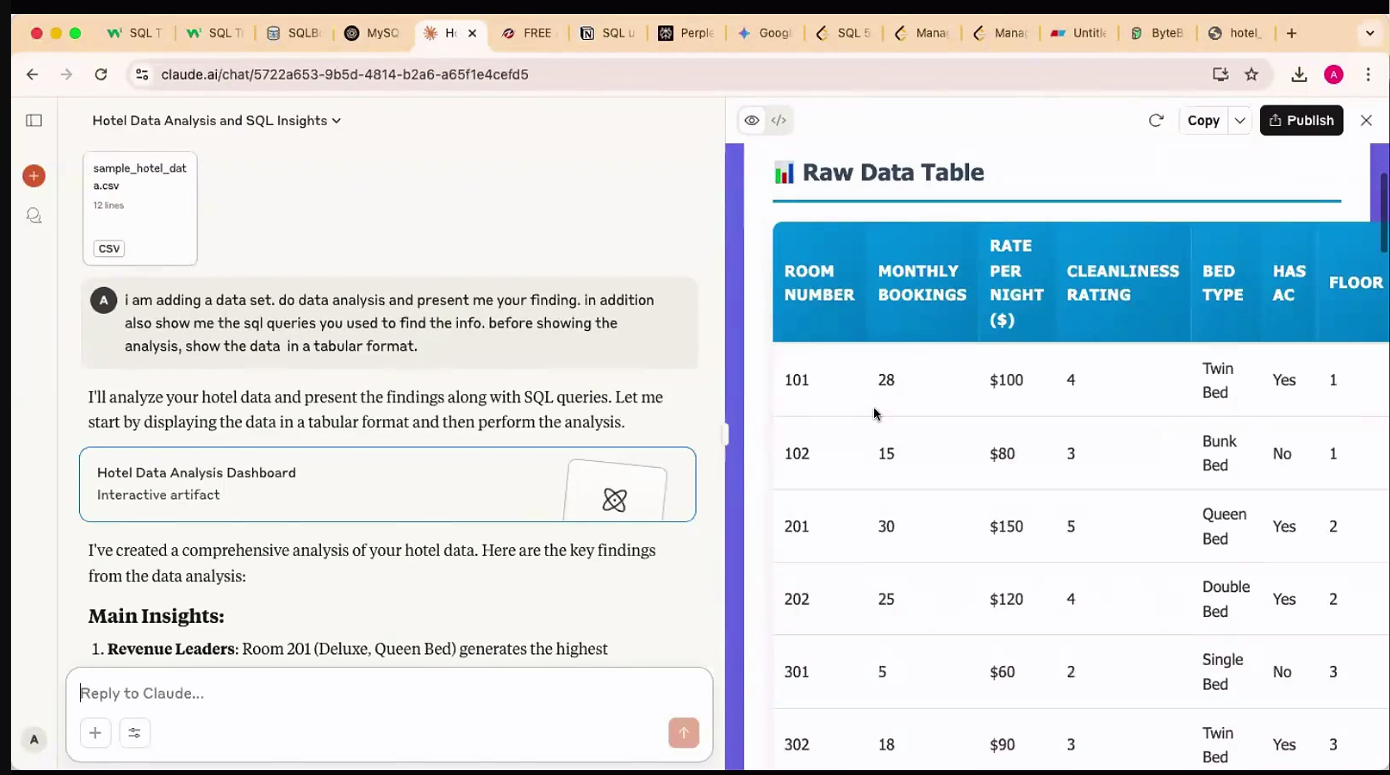 SQL T
SQL T
SQLB
MySQ
H
FREE
SQL u
Perple
Googl
SQL 5
Mana
Mana
Untitle
ByteB
hotel_
claude.ai/chat/5722a653-9b5d-4814-b2a6-a65f1e4cefd5
A
Hotel Data Analysis and SQL Insights
sample_hotel_dat
a.csv
12 lines
CSV
A
i am adding a data set. do data analysis and present me your finding. in addition
also show me the sql queries you used to find the info. before showing the
analysis, show the data in a tabular format.
I'll analyze your hotel data and present the findings along with SQL queries. Let me
start by displaying the data in a tabular format and then perform the analysis.
Hotel Data Analysis Dashboard
Interactive artifact
I've created a comprehensive analysis of your hotel data. Here are the key findings
from the data analysis:
Main Insights:
1. Revenue Leaders: Room 201 (Deluxe, Queen Bed) generates the highest
Reply to Claude...
A
Copy
Publish
Raw Data Table
ROOM NUMBER MONTHLY BOOKINGS RATE PER NIGHT ($) CLEANLINESS RATING BED TYPE HAS AC FLOOR
101 28 $100 4 Twin Bed Yes 1
102 15 $80 3 Bunk Bed No 1
201 30 $150 5 Queen Bed Yes 2
202 25 $120 4 Double Bed Yes 2
301 5 $60 2 Single Bed No 3
302 18 $90 3 Twin Bed Yes 3